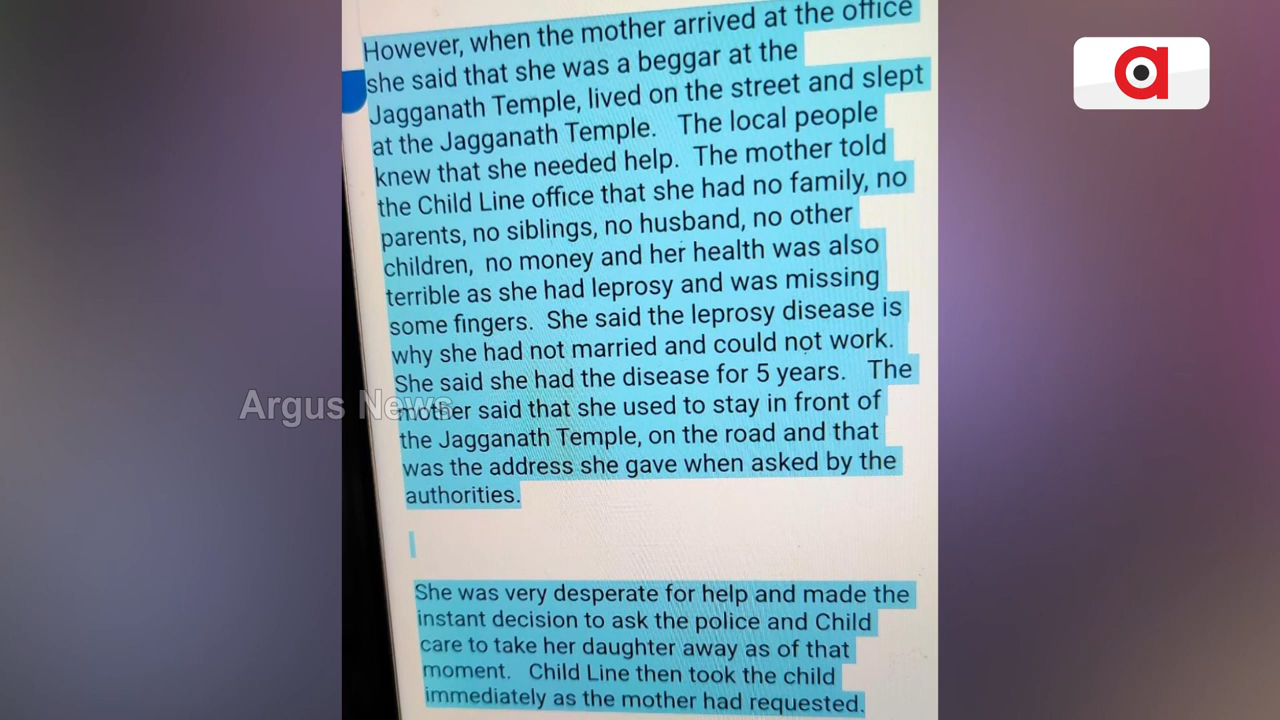 However, when the mother arrived at the office
she said that she was a beggar at the
Jagganath Temple, lived on the street and slept
at the Jagganath Temple. The local people
knew that she needed help. The mother told
the Child Line office that she had no family, no
parents, no siblings, no husband, no other
children, no money and her health was also
terrible as she had leprosy and was missing
some fingers. She said the leprosy disease is
why she had not married and could not work.
She said she had the disease for 5 years. The
mother said that she used to stay in front of
the Jagganath Temple, on the road and that
was the address she gave when asked by the
authorities.
She was very desperate for help and made the
instant decision to ask the police and Child
care to take her daughter away as of that
moment. Child Line then took the child
immediately as the mother had requested.
Argus News
a